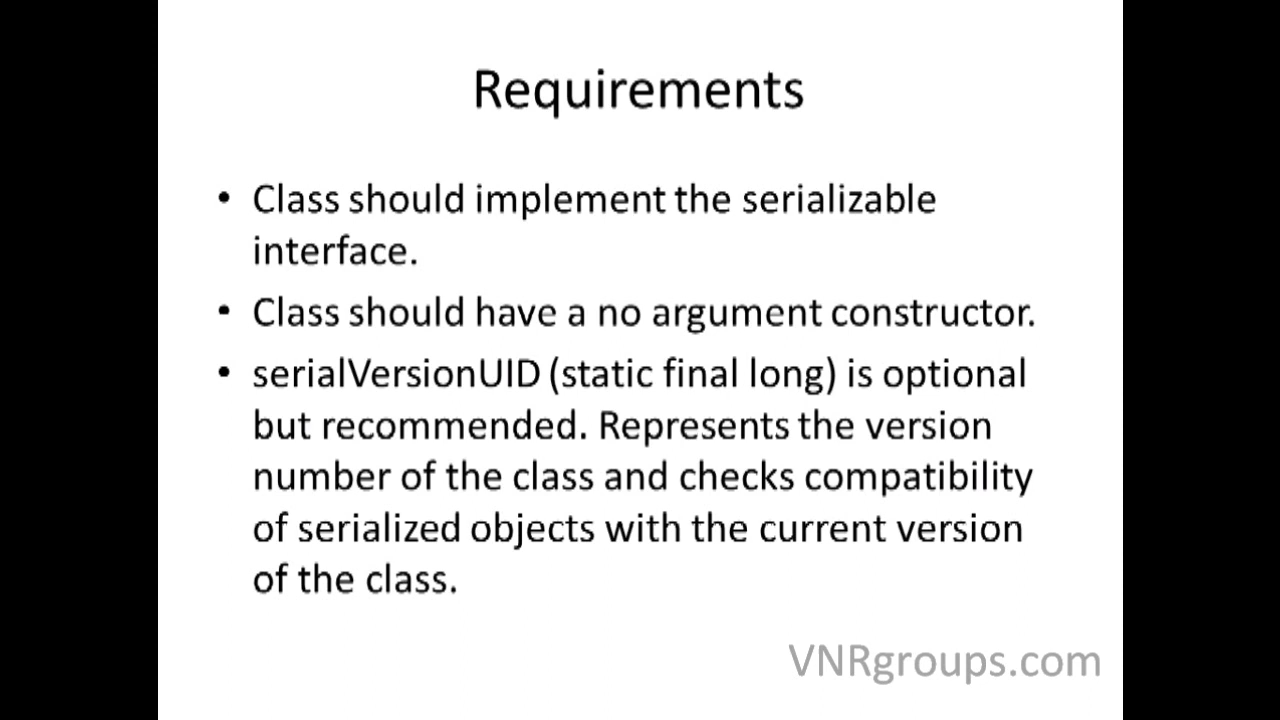 Requirements
• Class should implement the serializable
interface.
• Class should have a no argument constructor.
• serialVersionUID (static final long) is optional
but recommended. Represents the version
number of the class and checks compatibility
of serialized objects with the current version
of the class.
VNRgroups.com